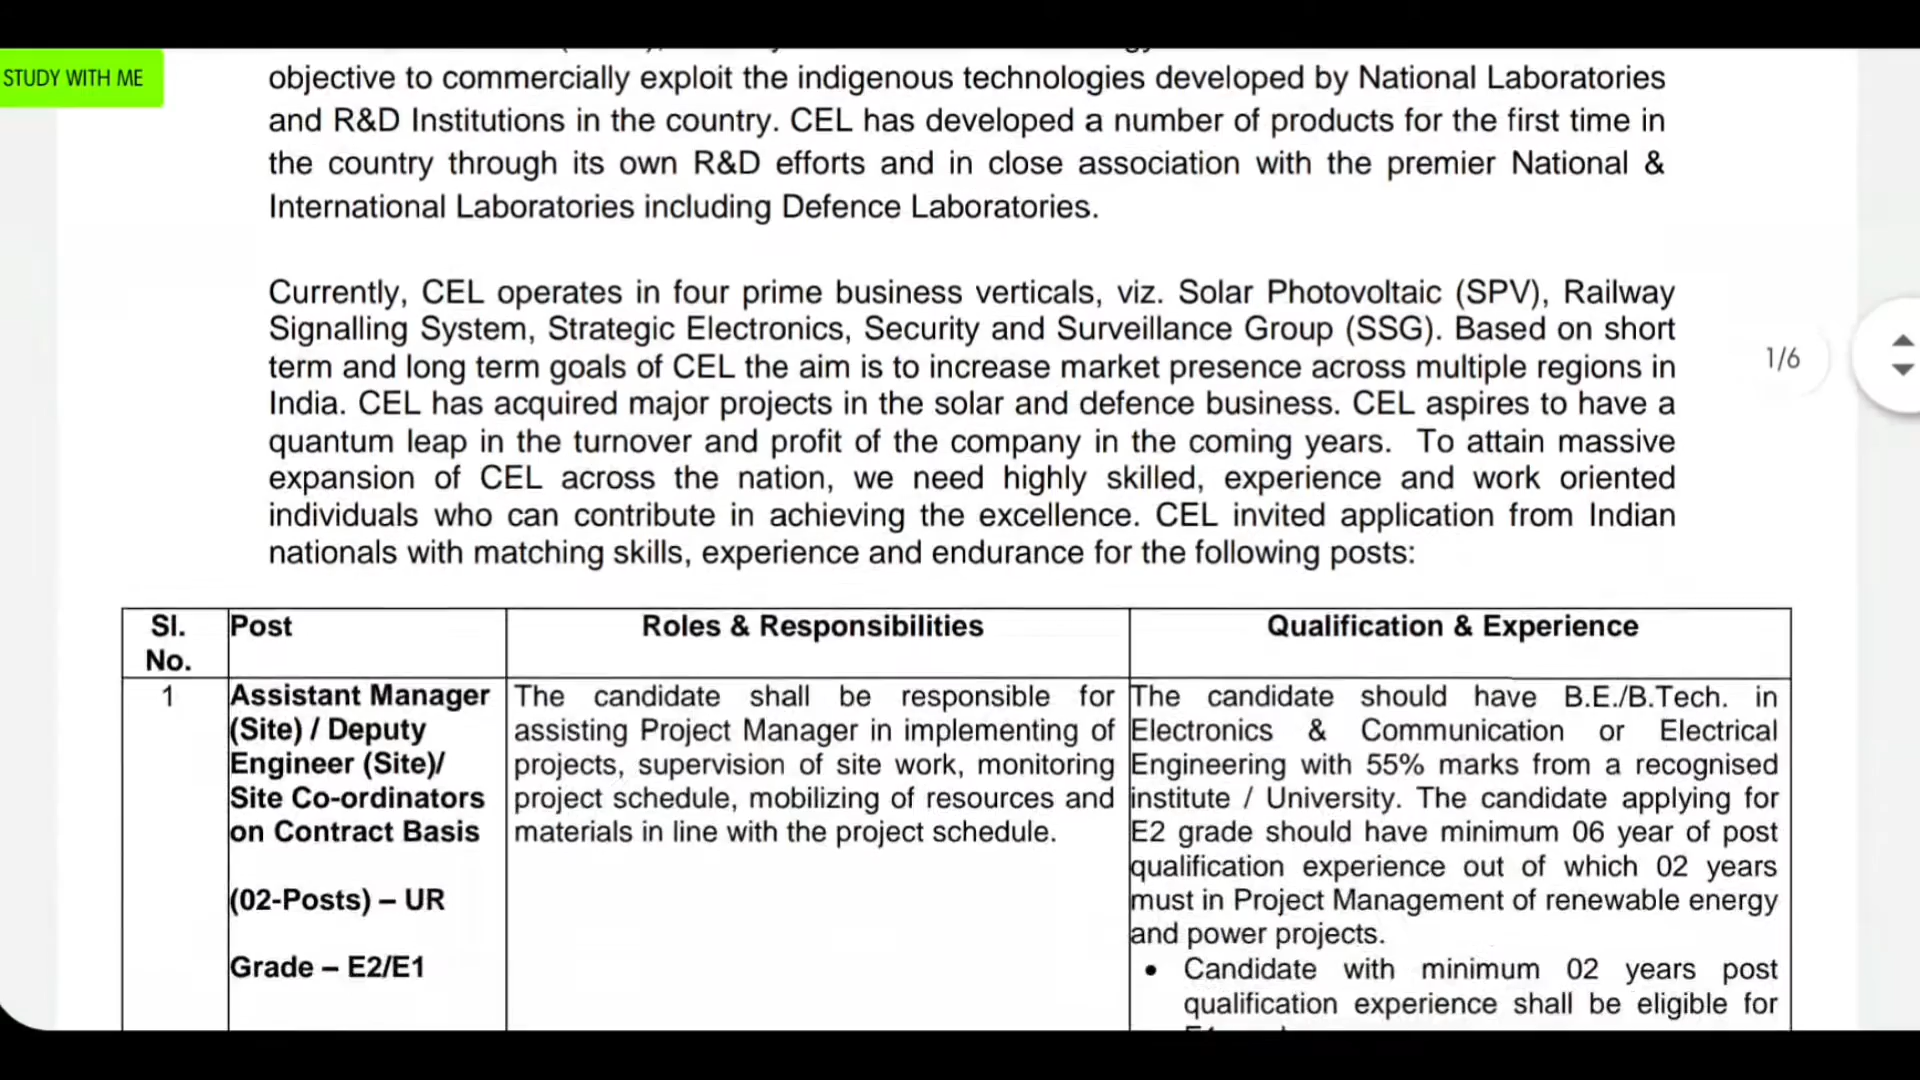 STUDY WITH ME
objective to commercially exploit the indigenous technologies developed by National Laboratories
and R&D Institutions in the country. CEL has developed a number of products for the first time in
the country through its own R&D efforts and in close association with the premier National &
International Laboratories including Defence Laboratories.
Currently, CEL operates in four prime business verticals, viz. Solar Photovoltaic (SPV), Railway
Signalling System, Strategic Electronics, Security and Surveillance Group (SSG). Based on short
term and long term goals of CEL the aim is to increase market presence across multiple regions in
India. CEL has acquired major projects in the solar and defence business. CEL aspires to have a
quantum leap in the turnover and profit of the company in the coming years. To attain massive
expansion of CEL across the nation, we need highly skilled, experience and work oriented
individuals who can contribute in achieving the excellence. CEL invited application from Indian
nationals with matching skills, experience and endurance for the following posts:
1/6
Sl.
No.
Post
Roles & Responsibilities
Qualification & Experience
1
Assistant Manager
(Site) / Deputy
Engineer (Site)/
Site Co-ordinators
on Contract Basis
(02-Posts) – UR
Grade – E2/E1
The candidate shall be responsible for
assisting Project Manager in implementing of
projects, supervision of site work, monitoring
project schedule, mobilizing of resources and
materials in line with the project schedule.
The candidate should have B.E./B.Tech. in
Electronics & Communication or Electrical
Engineering with 55% marks from a recognised
institute / University. The candidate applying for
E2 grade should have minimum 06 year of post
qualification experience out of which 02 years
must in Project Management of renewable energy
and power projects.
• Candidate with minimum 02 years post
qualification experience shall be eligible for